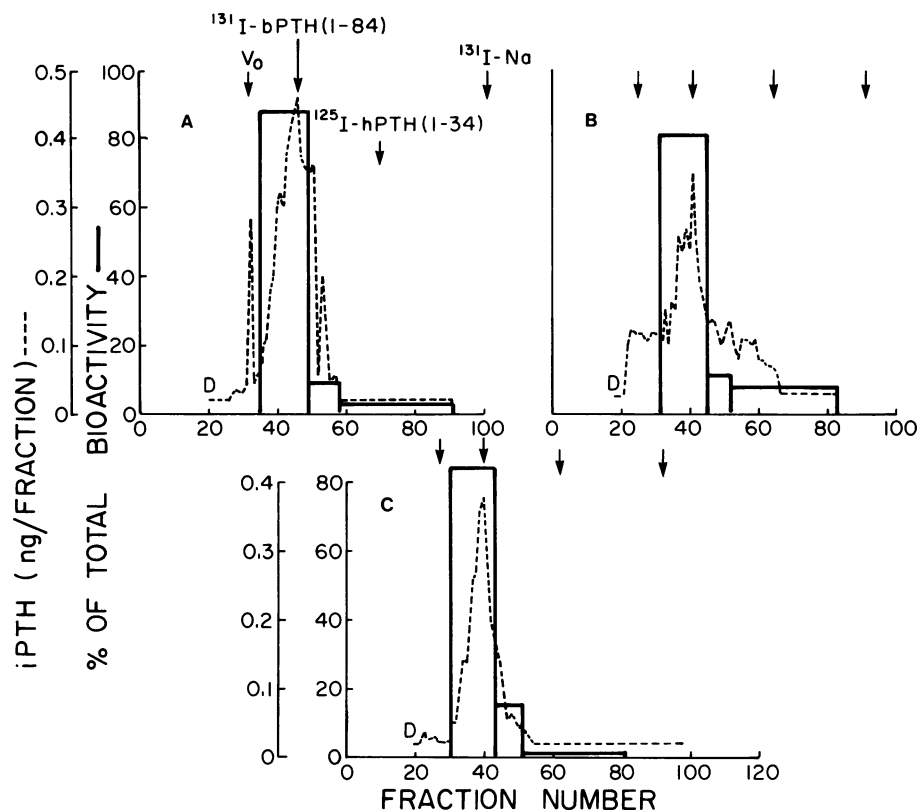 ¹³¹I-bPTH(1-84)
V₀
¹³¹I-Na
0.5 100
A
¹²⁵I-hPTH(1-34)
B
0.4 80
0.3 60
0.2 40
0.1 20
D
D
0 0
0 20 40 60 80 100
0 20 40 60 80 100
0.4 80
C
0.3 60
0.2 40
0.1 20
D
0 0
0 20 40 60 80 100 120
FRACTION NUMBER
iPTH (ng/FRACTION)
% OF TOTAL BIOACTIVITY